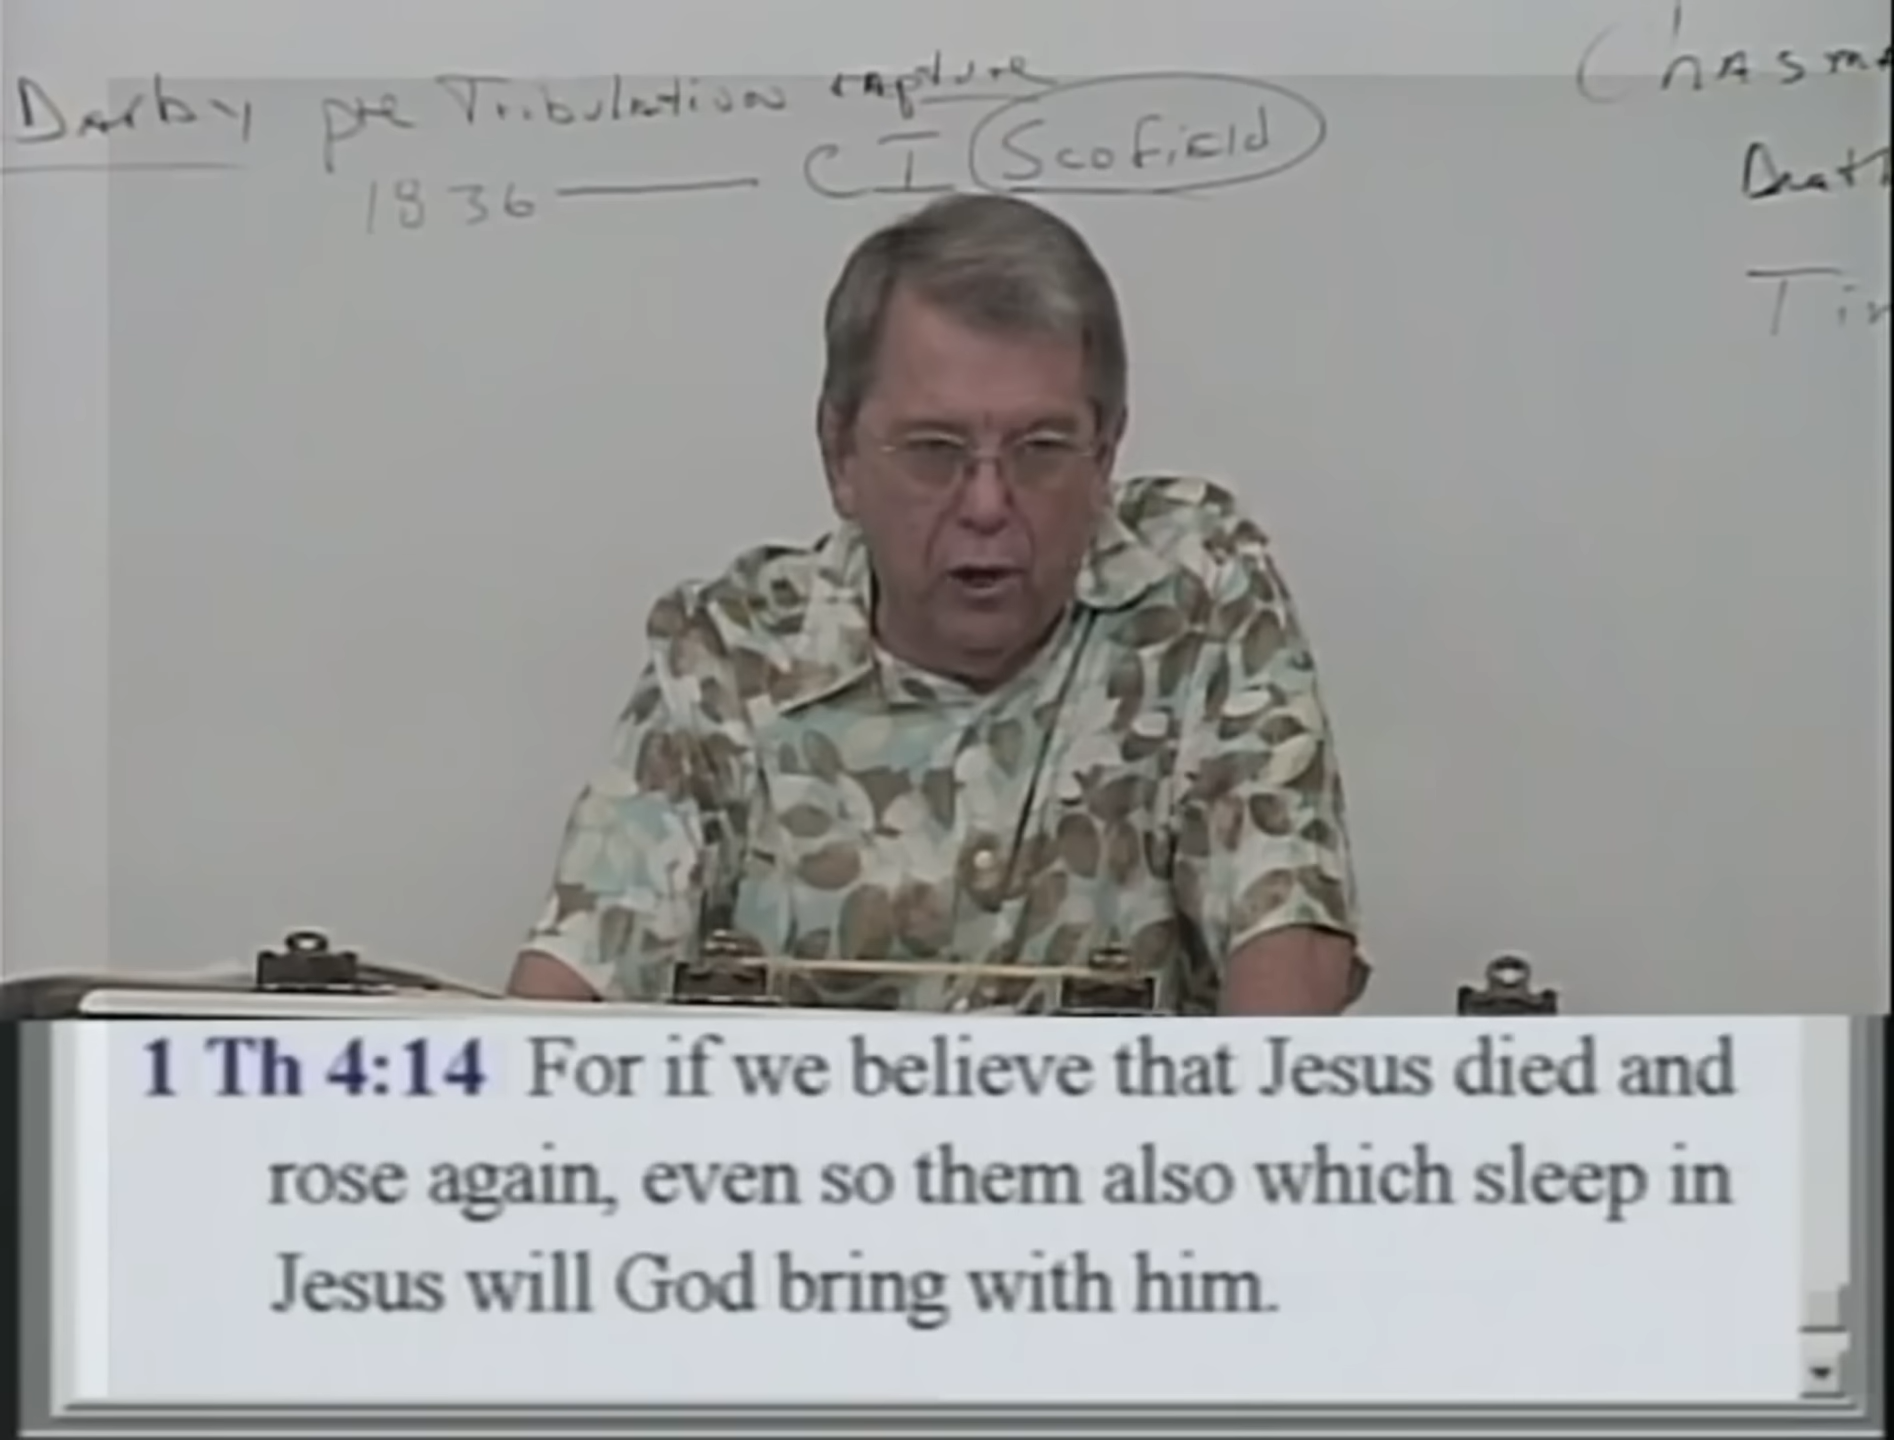 Darby pre Tribulation rapture
1836 — CI Scofield
1 Th 4:14 For if we believe that Jesus died and
rose again, even so them also which sleep in
Jesus will God bring with him.